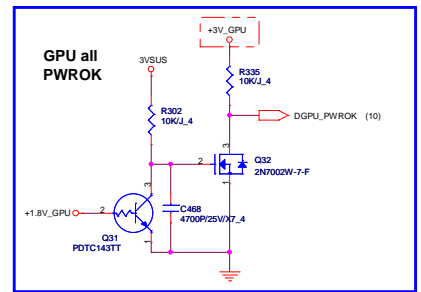 GPU all
PWROK
+3V_GPU
3VSUS
R335
10K/J_4
R302
10K/J_4
DGPU_PWROK (10)
3
Q32
2
2N7002W-7-F
3
1
C468
4700P/25V/X7_4
+1.8V_GPU
2
Q31
1
PDTC143TT